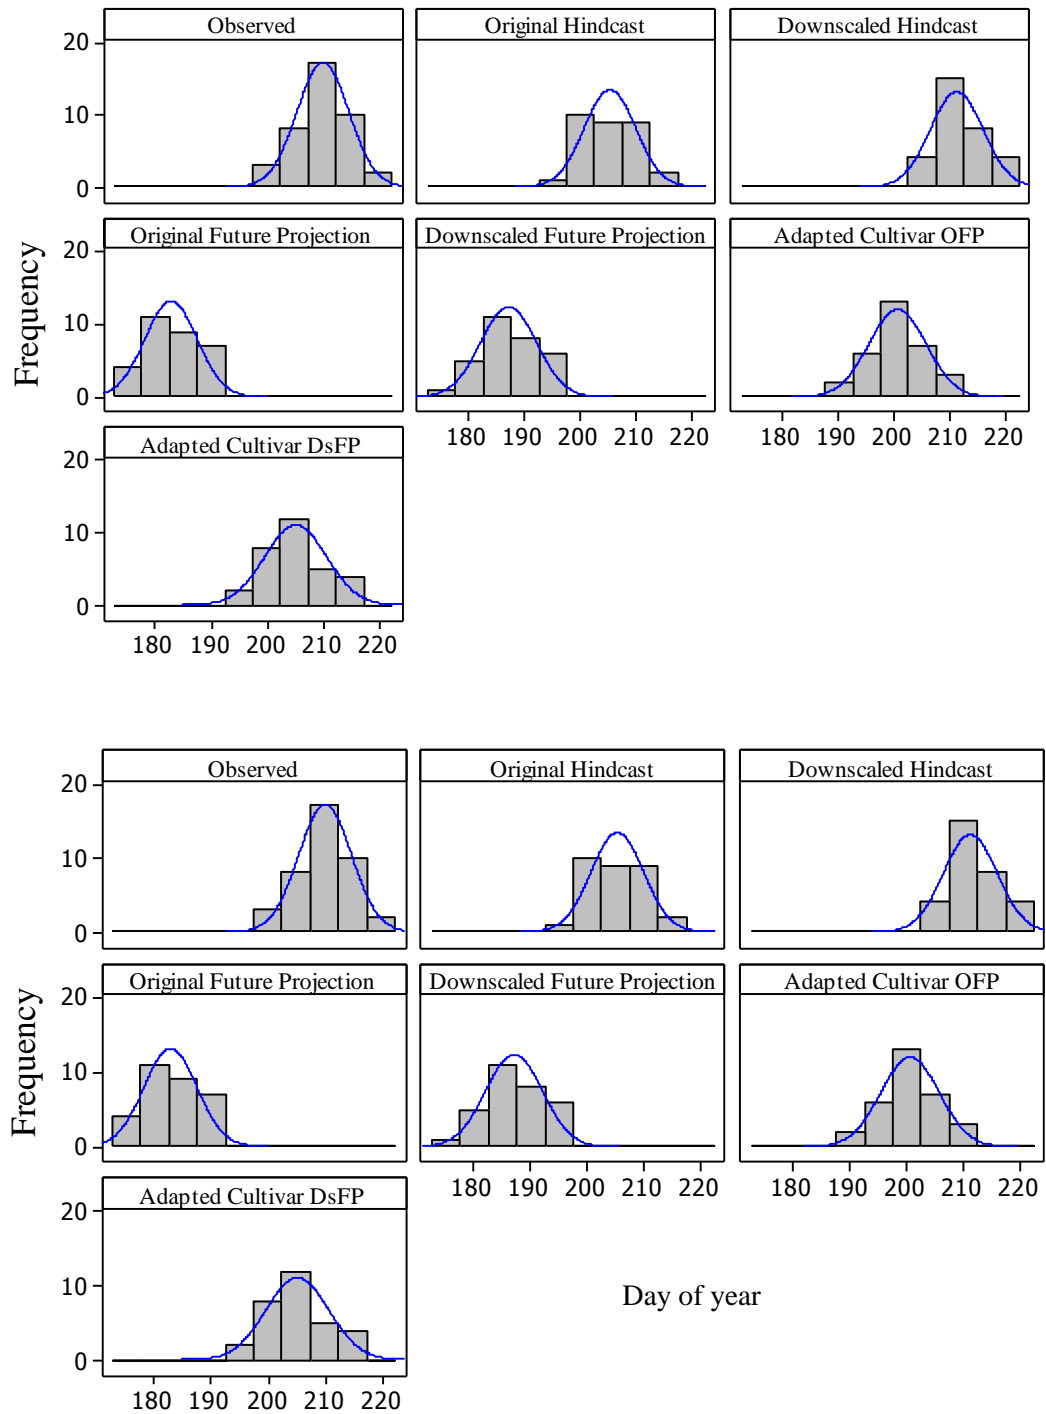 Observed Original Hindcast Downscaled Hindcast
20
10
0
Original Future Projection Downscaled Future Projection Adapted Cultivar OFP
20
10
0
Frequency
180 190 200 210 220 180 190 200 210 220
Adapted Cultivar DsFP
20
10
0
180 190 200 210 220
Observed Original Hindcast Downscaled Hindcast
20
10
0
Original Future Projection Downscaled Future Projection Adapted Cultivar OFP
20
10
0
Frequency
180 190 200 210 220 180 190 200 210 220
Adapted Cultivar DsFP
20
10
0
Day of year
180 190 200 210 220